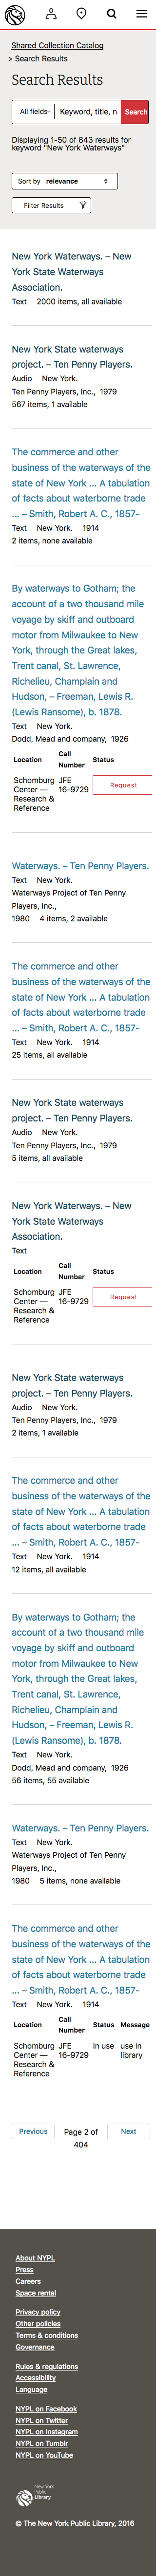 Shared Collection Catalog
> Search Results
Search Results
All fields
Keyword, title, n
Search
Displaying 1-50 of 843 results for
keyword "New York Waterways"
Sort by relevance
Filter Results
New York Waterways. – New
York State Waterways
Association.
Text 2000 items, all available
New York State waterways
project. – Ten Penny Players.
Audio New York.
Ten Penny Players, Inc., 1979
567 items, 1 available
The commerce and other
business of the waterways of the
state of New York ... A tabulation
of facts about waterborne trade
... – Smith, Robert A. C., 1857-
Text New York. 1914
2 items, none available
By waterways to Gotham; the
account of a two thousand mile
voyage by skiff and outboard
motor from Milwaukee to New
York, through the Great lakes,
Trent canal, St. Lawrence,
Richelieu, Champlain and
Hudson, – Freeman, Lewis R.
(Lewis Ransome), b. 1878.
Text New York.
Dodd, Mead and company, 1926
Location Call Number Status
Schomburg Center — Research & Reference
JFE 16-9729
Request
Waterways. – Ten Penny Players.
Text New York.
Waterways Project of Ten Penny
Players, Inc.,
1980 4 items, 2 available
The commerce and other
business of the waterways of the
state of New York ... A tabulation
of facts about waterborne trade
... – Smith, Robert A. C., 1857-
Text New York. 1914
25 items, all available
New York State waterways
project. – Ten Penny Players.
Audio New York.
Ten Penny Players, Inc., 1979
5 items, all available
New York Waterways. – New
York State Waterways
Association.
Text
Location Call Number Status
Schomburg Center — Research & Reference
JFE 16-9729
Request
New York State waterways
project. – Ten Penny Players.
Audio New York.
Ten Penny Players, Inc., 1979
2 items, 1 available
The commerce and other
business of the waterways of the
state of New York ... A tabulation
of facts about waterborne trade
... – Smith, Robert A. C., 1857-
Text New York. 1914
12 items, all available
By waterways to Gotham; the
account of a two thousand mile
voyage by skiff and outboard
motor from Milwaukee to New
York, through the Great lakes,
Trent canal, St. Lawrence,
Richelieu, Champlain and
Hudson, – Freeman, Lewis R.
(Lewis Ransome), b. 1878.
Text New York.
Dodd, Mead and company, 1926
56 items, 55 available
Waterways. – Ten Penny Players.
Text New York.
Waterways Project of Ten Penny
Players, Inc.,
1980 5 items, none available
The commerce and other
business of the waterways of the
state of New York ... A tabulation
of facts about waterborne trade
... – Smith, Robert A. C., 1857-
Text New York. 1914
Location Call Number Status Message
Schomburg Center — Research & Reference
JFE 16-9729
In use
use in library
Previous
Page 2 of
404
Next
About NYPL
Press
Careers
Space rental
Privacy policy
Other policies
Terms & conditions
Governance
Rules & regulations
Accessibility
Language
NYPL on Facebook
NYPL on Twitter
NYPL on Instagram
NYPL on Tumblr
NYPL on YouTube
New York
Public
Library
© The New York Public Library, 2016